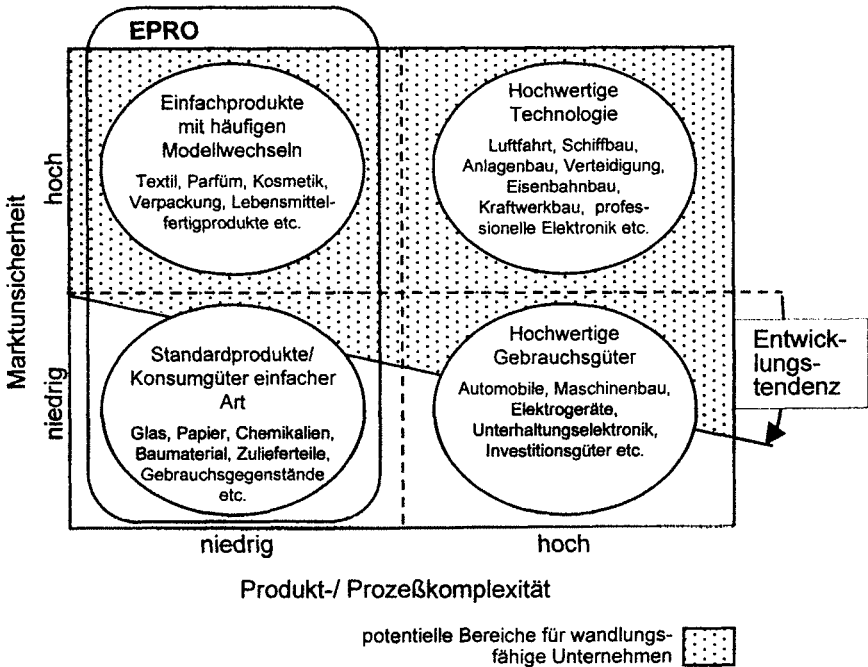 EPRO
Einfachprodukte
mit häufigen
Modellwechseln
Textil, Parfüm, Kosmetik,
Verpackung, Lebensmittel-
fertigprodukte etc.
Hochwertige
Technologie
Luftfahrt, Schiffbau,
Anlagenbau, Verteidigung,
Eisenbahnbau,
Kraftwerkbau, profes-
sionelle Elektronik etc.
Marktunsicherheit
hoch
niedrig
Standardprodukte/
Konsumgüter einfacher
Art
Glas, Papier, Chemikalien,
Baumaterial, Zulieferteile,
Gebrauchsgegenstände
etc.
Hochwertige
Gebrauchsgüter
Automobile, Maschinenbau,
Elektrogeräte,
Unterhaltungselektronik,
Investitionsgüter etc.
Entwick-
lungs-
tendenz
niedrig
hoch
Produkt-/ Prozeßkomplexität
potentielle Bereiche für wandlungs-
fähige Unternehmen